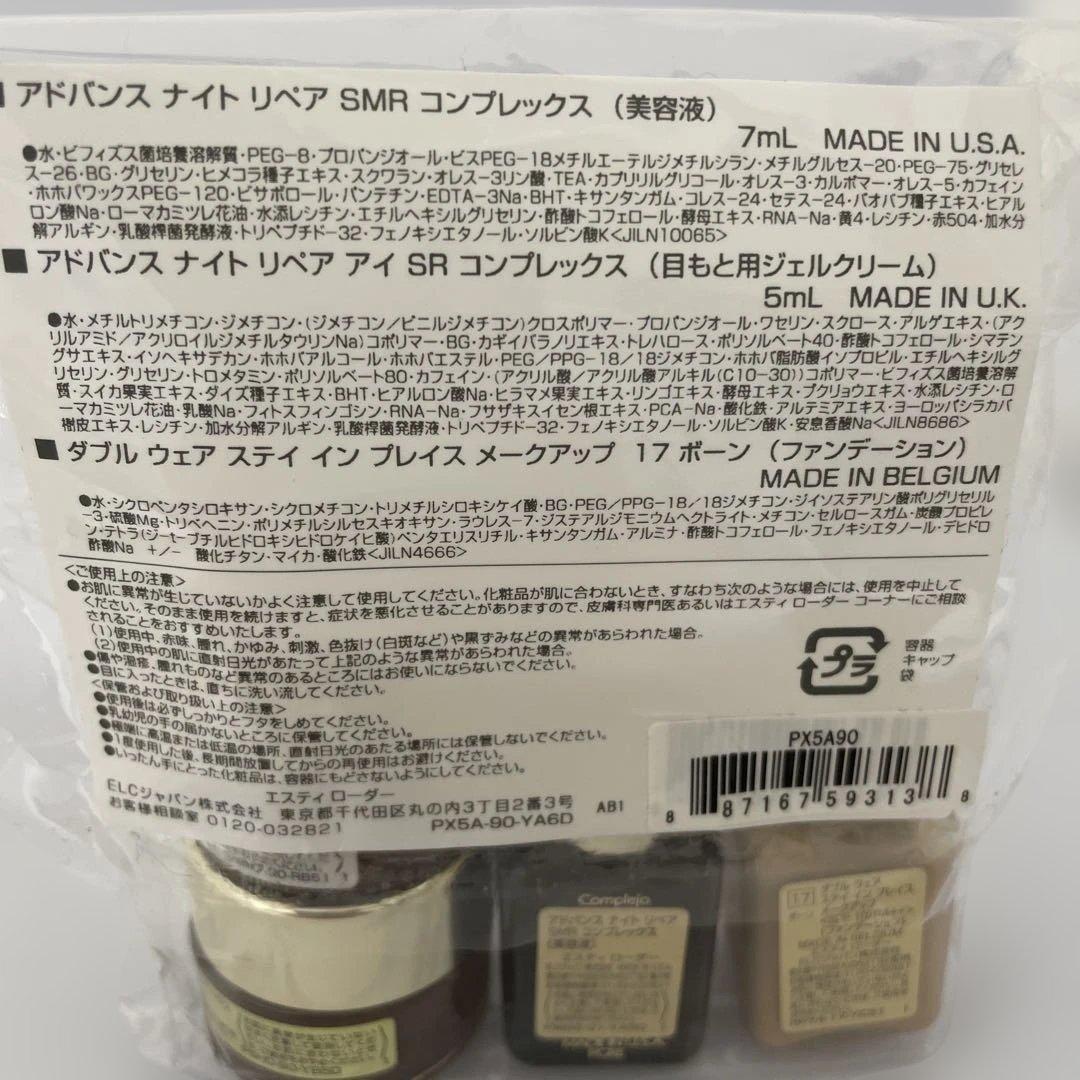 ■ アドバンス ナイト リペア SMR コンプレックス (美容液)
7mL MADE IN U.S.A.
●水・ビフィズス菌培養溶解質・PEG-8・プロパンジオール・ビスPEG-18メチルエーテルジメチルシラン・メチルグルセス-20・PEG-75・グリセレ
ス-26・BG・グリセリン・ヒメコラ種子エキス・スクワラン・オレス-3リン酸・TEA・カプリリルグリコール・オレス-3・カルボマー・オレス-5・カフェイン
・ホホバワックスPEG-120・ビサボロール・パンテチン・EDTA-3Na・BHT・キサンタンガム・コレス-24・セテス-24・バオバブ種子エキス・ヒアル
ロン酸Na・ローマカミツレ花油・水添レシチン・エチルヘキシルグリセリン・酢酸トコフェロール・酵母エキス・RNA-Na・黄4・レシチン・赤504・加水分
解アルギン・乳酸桿菌発酵液・トリペプチド-32・フェノキシエタノール・ソルビン酸K<JILN10065>
■ アドバンス ナイト リペア アイ SR コンプレックス (目もと用ジェルクリーム)
5mL MADE IN U.K.
●水・メチルトリメチコン・ジメチコン・(ジメチコン/ビニルジメチコン)クロスポリマー・プロパンジオール・ワセリン・スクロース・アルゲエキス・(アク
リルアミド/アクリロイルジメチルタウリンNa)コポリマー・BG・カギイバラノリエキス・トレハロース・ポリソルベート40・酢酸トコフェロール・シマテン
グサエキス・イソヘキサデカン・ホホバアルコール・ホホバエステル・PEG/PPG-18/18ジメチコン・ホホバ脂肪酸イソプロピル・エチルヘキシルグ
リセリン・グリセリン・トロメタミン・ポリソルベート80・カフェイン・(アクリル酸/アクリル酸アルキル(C10-30))コポリマー・ビフィズス菌培養溶解
質・スイカ果実エキス・ダイズ種子エキス・BHT・ヒアルロン酸Na・ヒラマメ果実エキス・リンゴエキス・酵母エキス・ブクリョウエキス・水添レシチン・ロ
ーマカミツレ花油・乳酸Na・フィトスフィンゴシン・RNA-Na・フサザキスイセン根エキス・PCA-Na・酸化鉄・アルテミアエキス・ヨーロッパシラカバ
樹皮エキス・レシチン・加水分解アルギン・乳酸桿菌発酵液・トリペプチド-32・フェノキシエタノール・ソルビン酸K・安息香酸Na<JILN8686>
■ ダブル ウェア ステイ イン プレイス メークアップ 17 ボーン (ファンデーション)
MADE IN BELGIUM
●水・シクロペンタシロキサン・シクロメチコン・トリメチルシロキシケイ酸・BG・PEG/PPG-18/18ジメチコン・ジイソステアリン酸ポリグリセリル
-3・硫酸Mg・トリベヘニン・ポリメチルシルセスキオキサン・ラウレス-7・ジステアルジモニウムヘクトライト・メチコン・セルロースガム・炭酸プロピレ
ン・テトラ(ジ-t-ブチルヒドロキシヒドロケイヒ酸)ペンタエリスリチル・キサンタンガム・アルミナ・酢酸トコフェロール・フェノキシエタノール・デヒドロ
酢酸Na +/- 酸化チタン・マイカ・酸化鉄<JILN4666>
<ご使用上の注意>
●お肌に異常が生じていないかよく注意して使用してください。化粧品が肌に合わないとき、すなわち次のような場合には、使用を中止して
ください。そのまま使用を続けますと、症状を悪化させることがありますので、皮膚科専門医あるいはエスティ ローダー コーナーにご相談
されることをおすすめいたします。
(1)使用中、赤味、腫れ、かゆみ、刺激、色抜け(白斑など)や黒ずみなどの異常があらわれた場合。
(2)使用中の肌に直射日光があたって上記のような異常があらわれた場合。
●傷や湿疹、腫れものなど異常のあるところにはお使いにならないでください。
●目に入ったときは、直ちに洗い流してください。
<保管および取り扱い上の注意>
●使用後は必ずしっかりとフタをしめてください。
●乳幼児の手の届かないところに保管してください。
●極端に高温または低温の場所、直射日光のあたる場所には保管しないでください。
●1度使用した後、長期間放置してからの再使用はお避けください。
●いったん手にとった化粧品は、容器にもどさないようにしてください。
プラ
容器
キャップ
袋
ELCジャパン株式会社 エスティ ローダー
東京都千代田区丸の内3丁目2番3号
お客様相談室 0120-032821 PX5A-90-YA6D AB1
PX5A90
8 87167 59313 8
Complejo
アドバンス ナイト リペア
SMR コンプレックス
(美容液)
エスティ ローダー
17
ダブル ウェア
ステイ イン プレイス
メークアップ
(ファンデーション)
MADE IN BELGIUM
エスティ ローダー